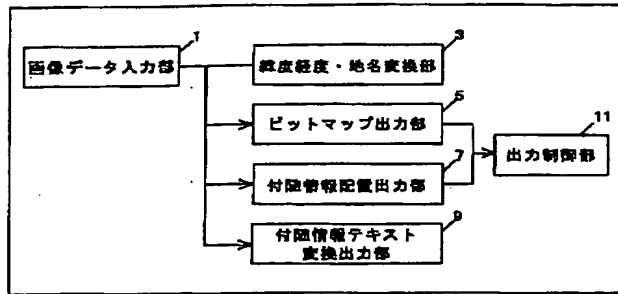 1
画像データ入力部
3
緯度経度・地名変換部
5
ビットマップ出力部
7
付随情報配置出力部
9
付随情報テキスト
変換出力部
11
出力制御部